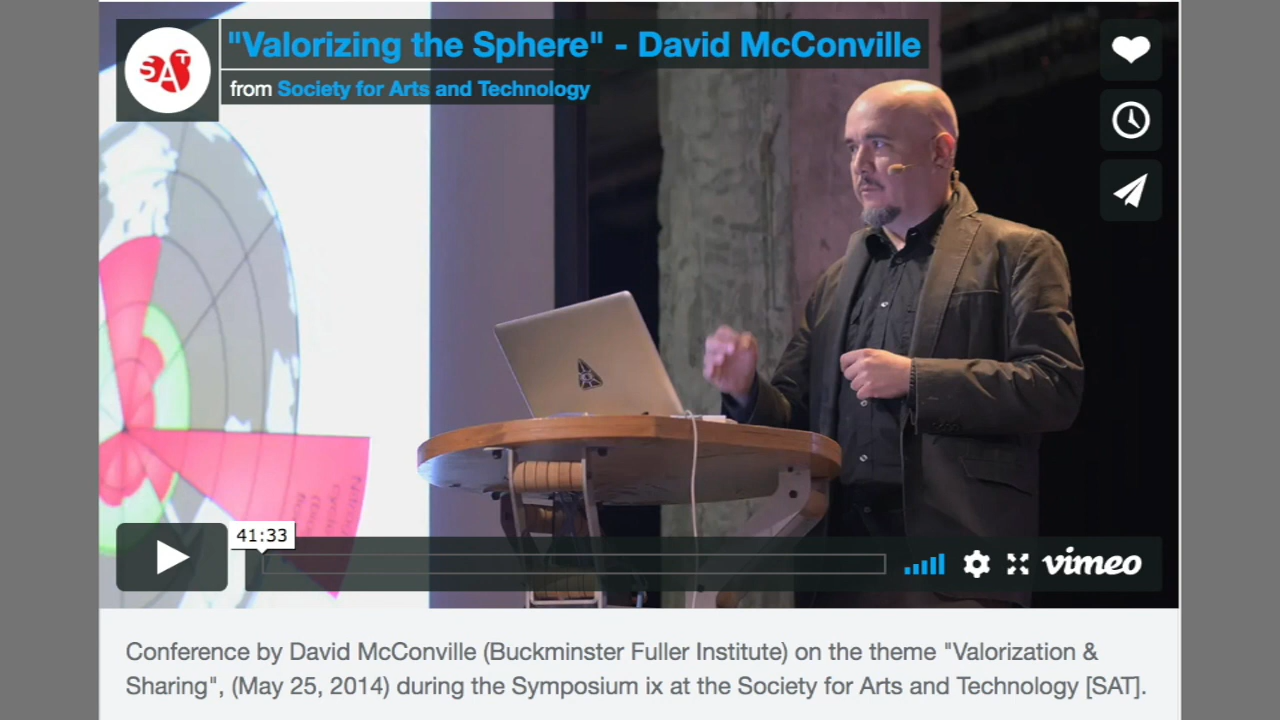 "Valorizing the Sphere" - David McConville
from Society for Arts and Technology
SAT
41:33
vimeo
Conference by David McConville (Buckminster Fuller Institute) on the theme "Valorization &
Sharing", (May 25, 2014) during the Symposium ix at the Society for Arts and Technology [SAT].